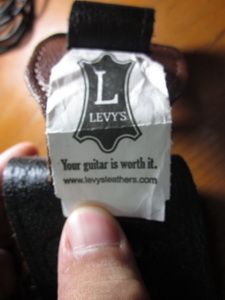 L
LEVY'S
Your guitar is worth it.
www.levysleathers.com